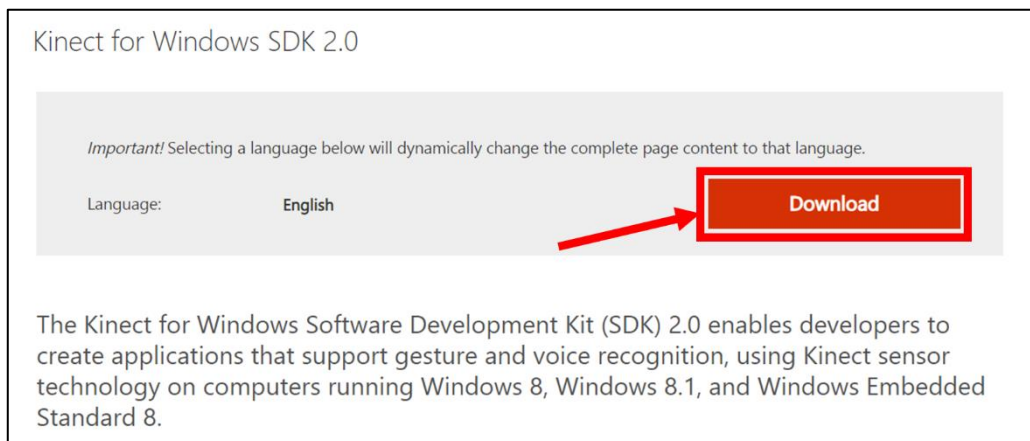 Kinect for Windows SDK 2.0
Important! Selecting a language below will dynamically change the complete page content to that language.
Language: English Download
The Kinect for Windows Software Development Kit (SDK) 2.0 enables developers to
create applications that support gesture and voice recognition, using Kinect sensor
technology on computers running Windows 8, Windows 8.1, and Windows Embedded
Standard 8.